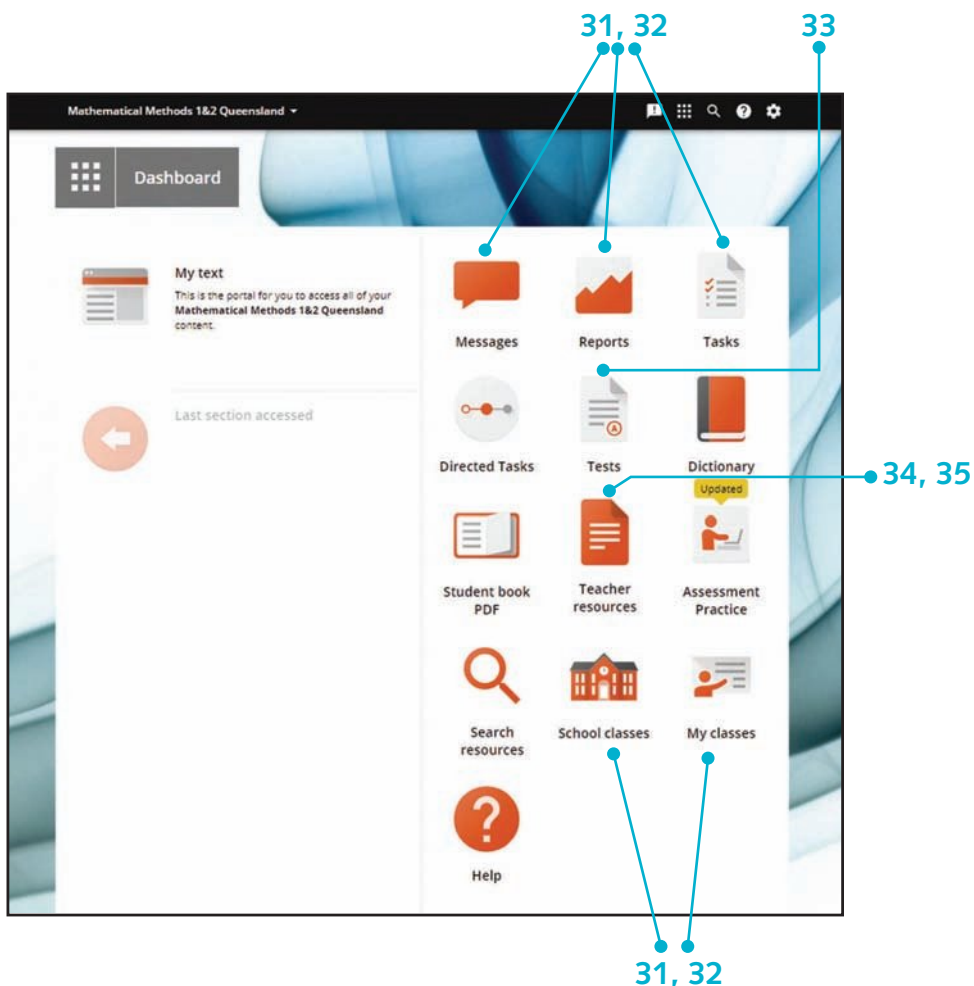 31, 32
33
Mathematical Methods 1&2 Queensland
Dashboard
My text
This is the portal for you to access all of your
Mathematical Methods 1&2 Queensland
content.
Messages
Reports
Tasks
Last section accessed
Directed Tasks
Tests
Dictionary
34, 35
Updated
Student book
PDF
Teacher
resources
Assessment
Practice
Search
resources
School classes
My classes
Help
31, 32